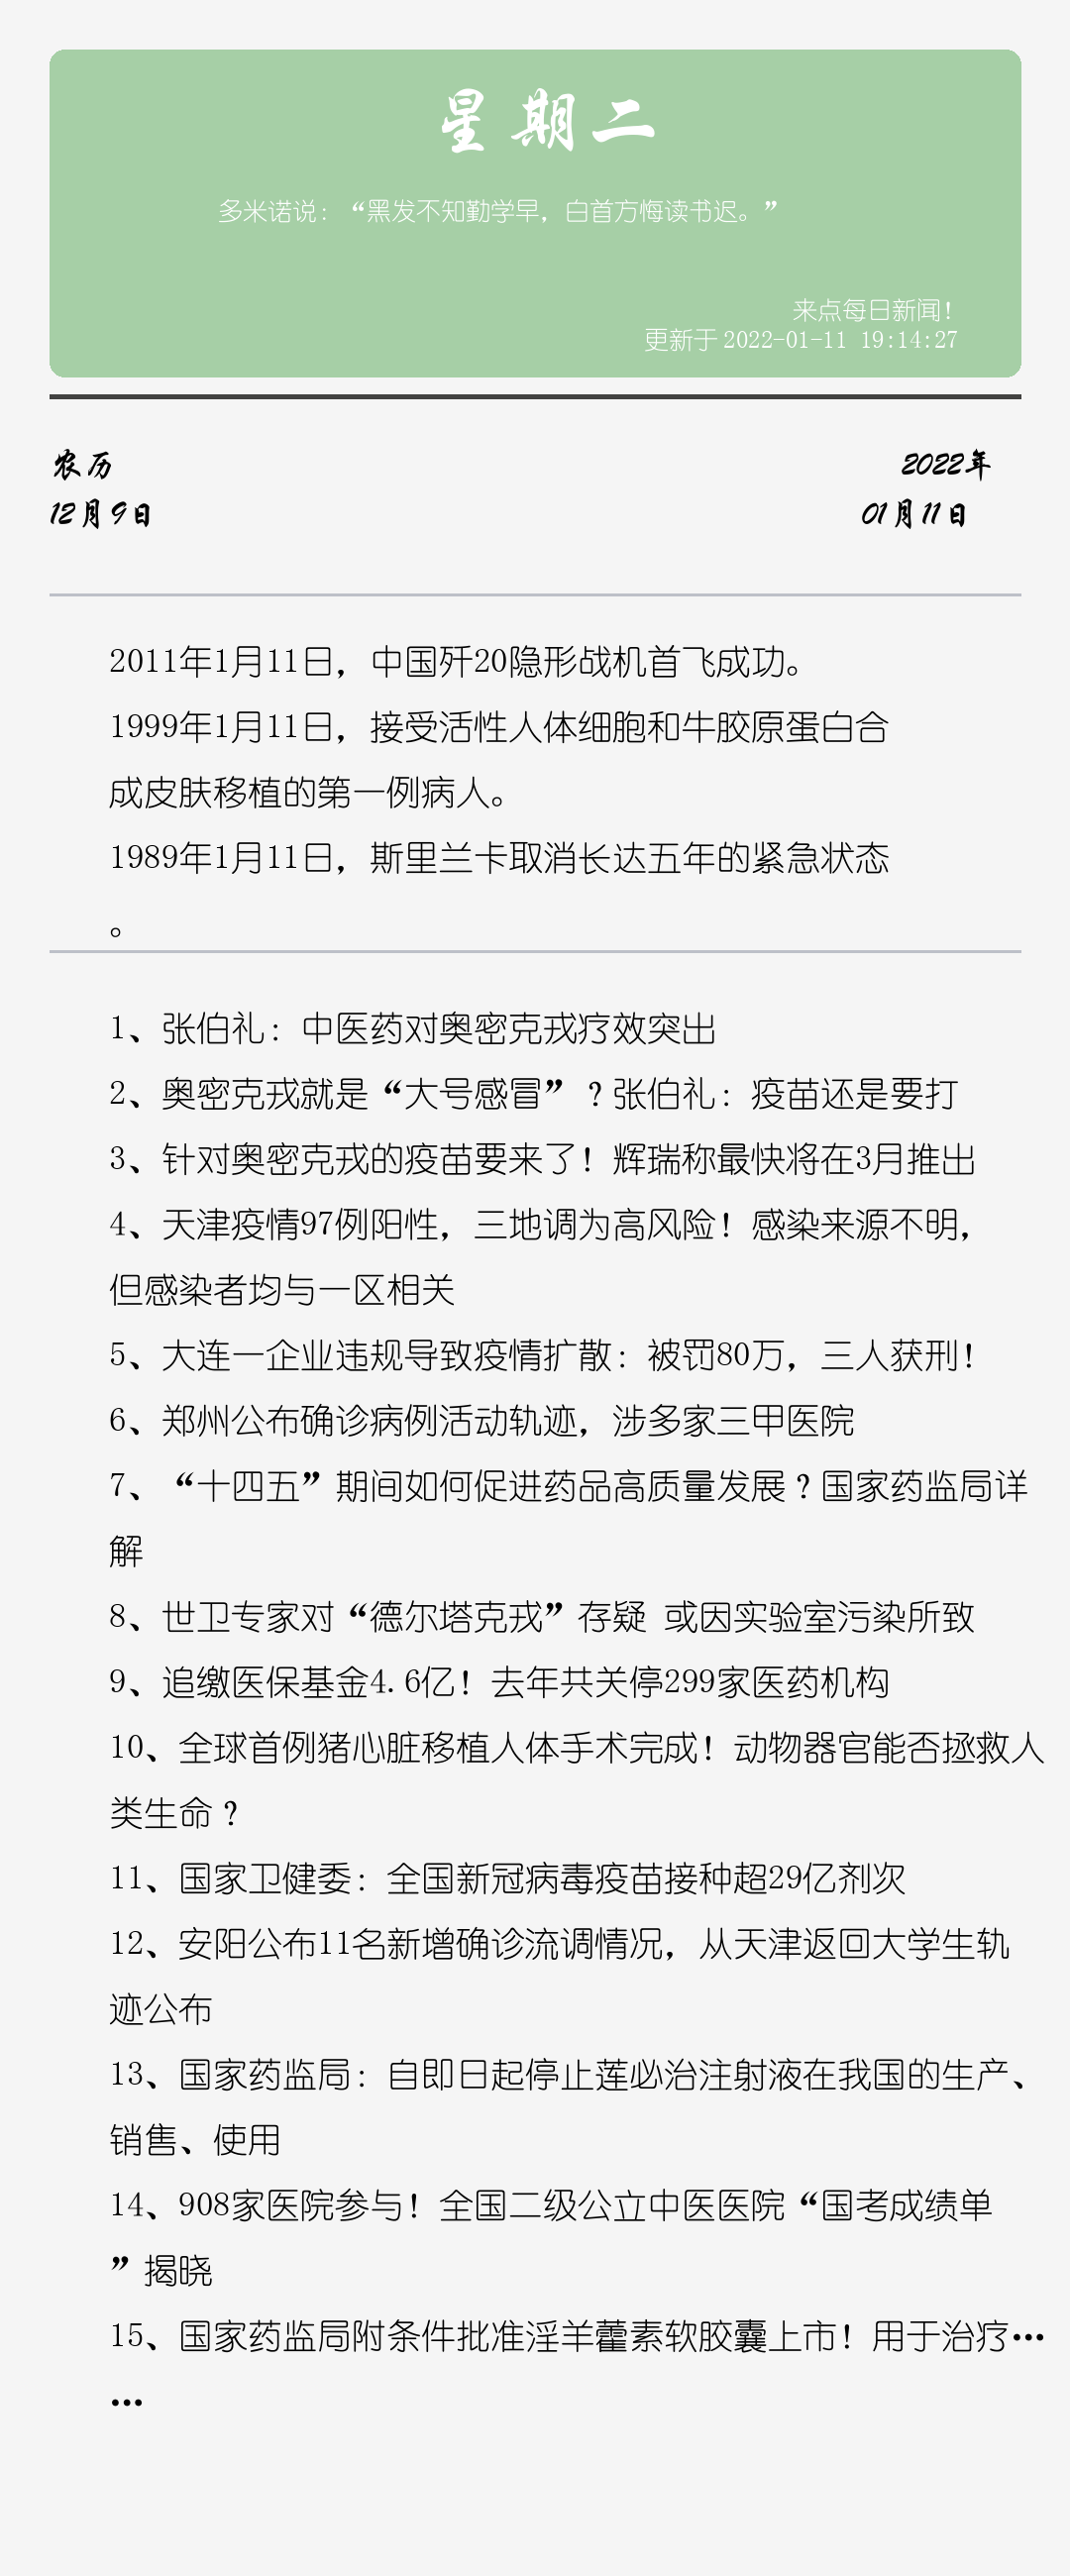 星期二
多米诺说：“黑发不知勤学早，白首方悔读书迟。”
来点每日新闻！
更新于 2022-01-11 19:14:27
农历
2022年
12月9日
01月11日
2011年1月11日，中国歼20隐形战机首飞成功。
1999年1月11日，接受活性人体细胞和牛胶原蛋白合
成皮肤移植的第一例病人。
1989年1月11日，斯里兰卡取消长达五年的紧急状态
。
1、张伯礼：中医药对奥密克戎疗效突出
2、奥密克戎就是“大号感冒”？张伯礼：疫苗还是要打
3、针对奥密克戎的疫苗要来了！辉瑞称最快将在3月推出
4、天津疫情97例阳性，三地调为高风险！感染来源不明，
但感染者均与一区相关
5、大连一企业违规导致疫情扩散：被罚80万，三人获刑！
6、郑州公布确诊病例活动轨迹，涉多家三甲医院
7、“十四五”期间如何促进药品高质量发展？国家药监局详
解
8、世卫专家对“德尔塔克戎”存疑 或因实验室污染所致
9、追缴医保基金4.6亿！去年共关停299家医药机构
10、全球首例猪心脏移植人体手术完成！动物器官能否拯救人
类生命？
11、国家卫健委：全国新冠病毒疫苗接种超29亿剂次
12、安阳公布11名新增确诊流调情况，从天津返回大学生轨
迹公布
13、国家药监局：自即日起停止莲必治注射液在我国的生产、
销售、使用
14、908家医院参与！全国二级公立中医医院“国考成绩单
”揭晓
15、国家药监局附条件批准淫羊藿素软胶囊上市！用于治疗…
…